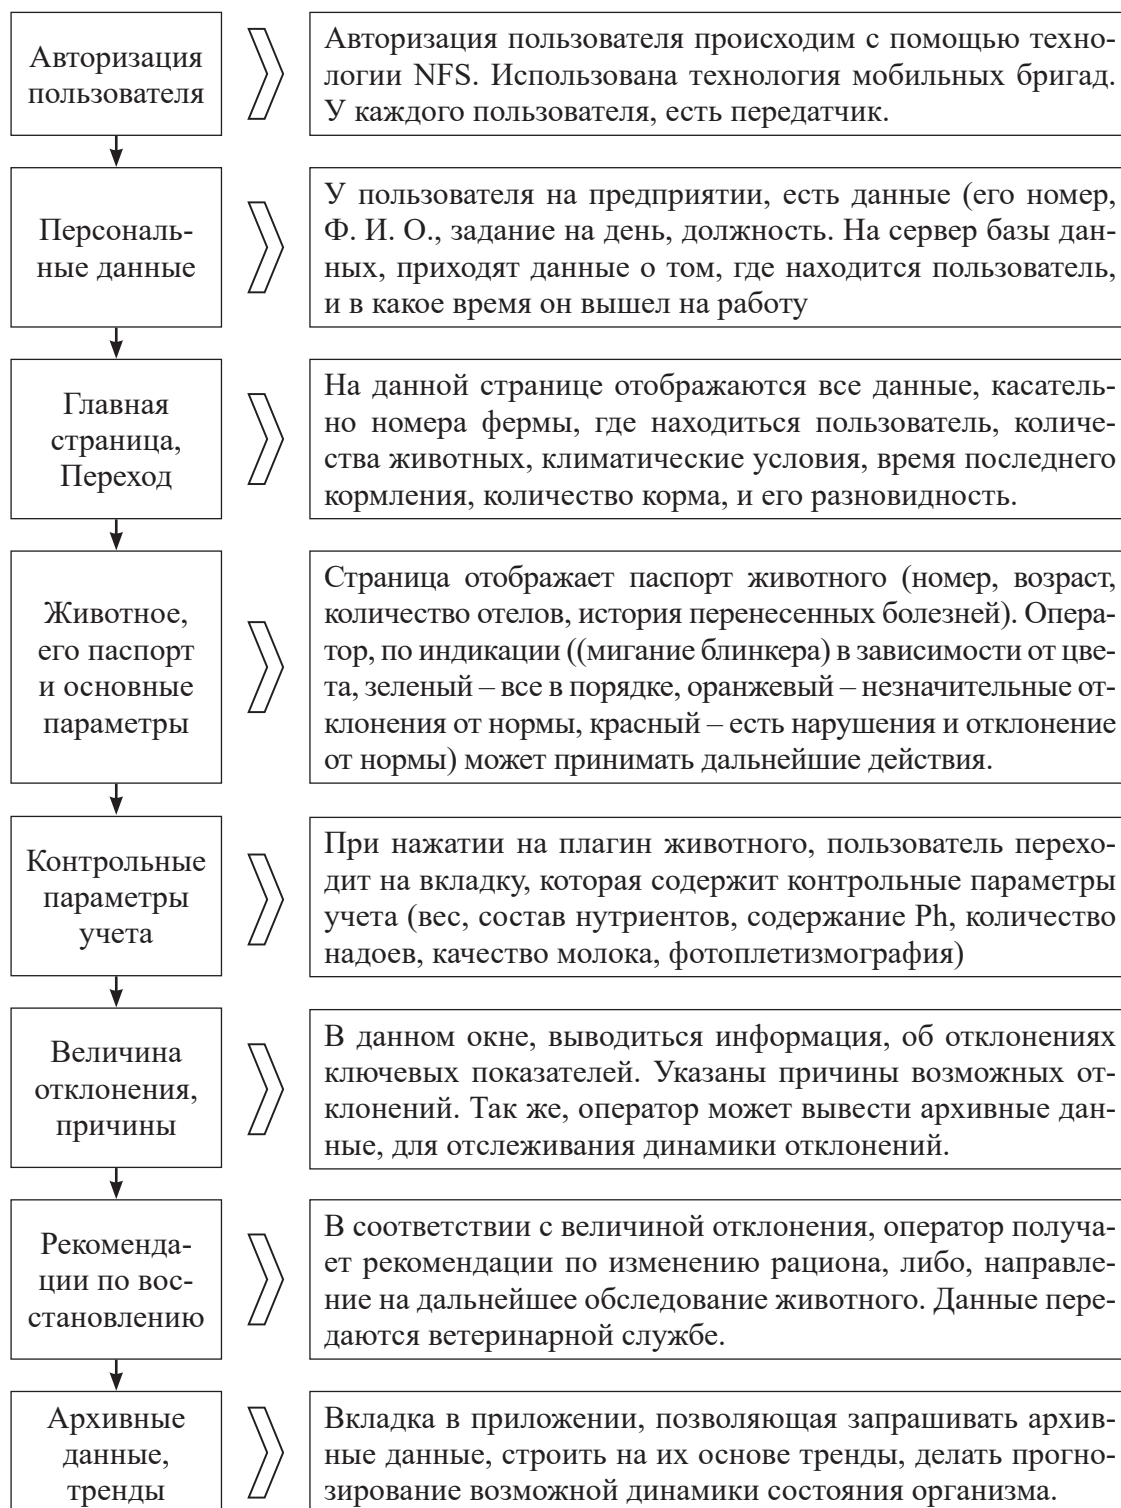 Авторизация
пользователя
Авторизация пользователя происходим с помощью техно-
логии NFS. Использована технология мобильных бригад.
У каждого пользователя, есть передатчик.
Персональ-
ные данные
У пользователя на предприятии, есть данные (его номер,
Ф. И. О., задание на день, должность. На сервер базы дан-
ных, приходят данные о том, где находится пользователь,
и в какое время он вышел на работу
Главная
страница,
Переход
На данной странице отображаются все данные, касатель-
но номера фермы, где находиться пользователь, количе-
ства животных, климатические условия, время последнего
кормления, количество корма, и его разновидность.
Животное,
его паспорт
и основные
параметры
Страница отображает паспорт животного (номер, возраст,
количество отелов, история перенесенных болезней). Опера-
тор, по индикации ((мигание блинкера) в зависимости от цве-
та, зеленый – все в порядке, оранжевый – незначительные от-
клонения от нормы, красный – есть нарушения и отклонение
от нормы) может принимать дальнейшие действия.
Контрольные
параметры
учета
При нажатии на плагин животного, пользователь перехо-
дит на вкладку, которая содержит контрольные параметры
учета (вес, состав нутриентов, содержание Ph, количество
надоев, качество молока, фотоплетизмография)
Величина
отклонения,
причины
В данном окне, выводиться информация, об отклонениях
ключевых показателей. Указаны причины возможных от-
клонений. Так же, оператор может вывести архивные дан-
ные, для отслеживания динамики отклонений.
Рекоменда-
ции по вос-
становлению
В соответствии с величиной отклонения, оператор получа-
ет рекомендации по изменению рациона, либо, направле-
ние на дальнейшее обследование животного. Данные пере-
даются ветеринарной службе.
Архивные
данные,
тренды
Вкладка в приложении, позволяющая запрашивать архив-
ные данные, строить на их основе тренды, делать прогно-
зирование возможной динамики состояния организма.